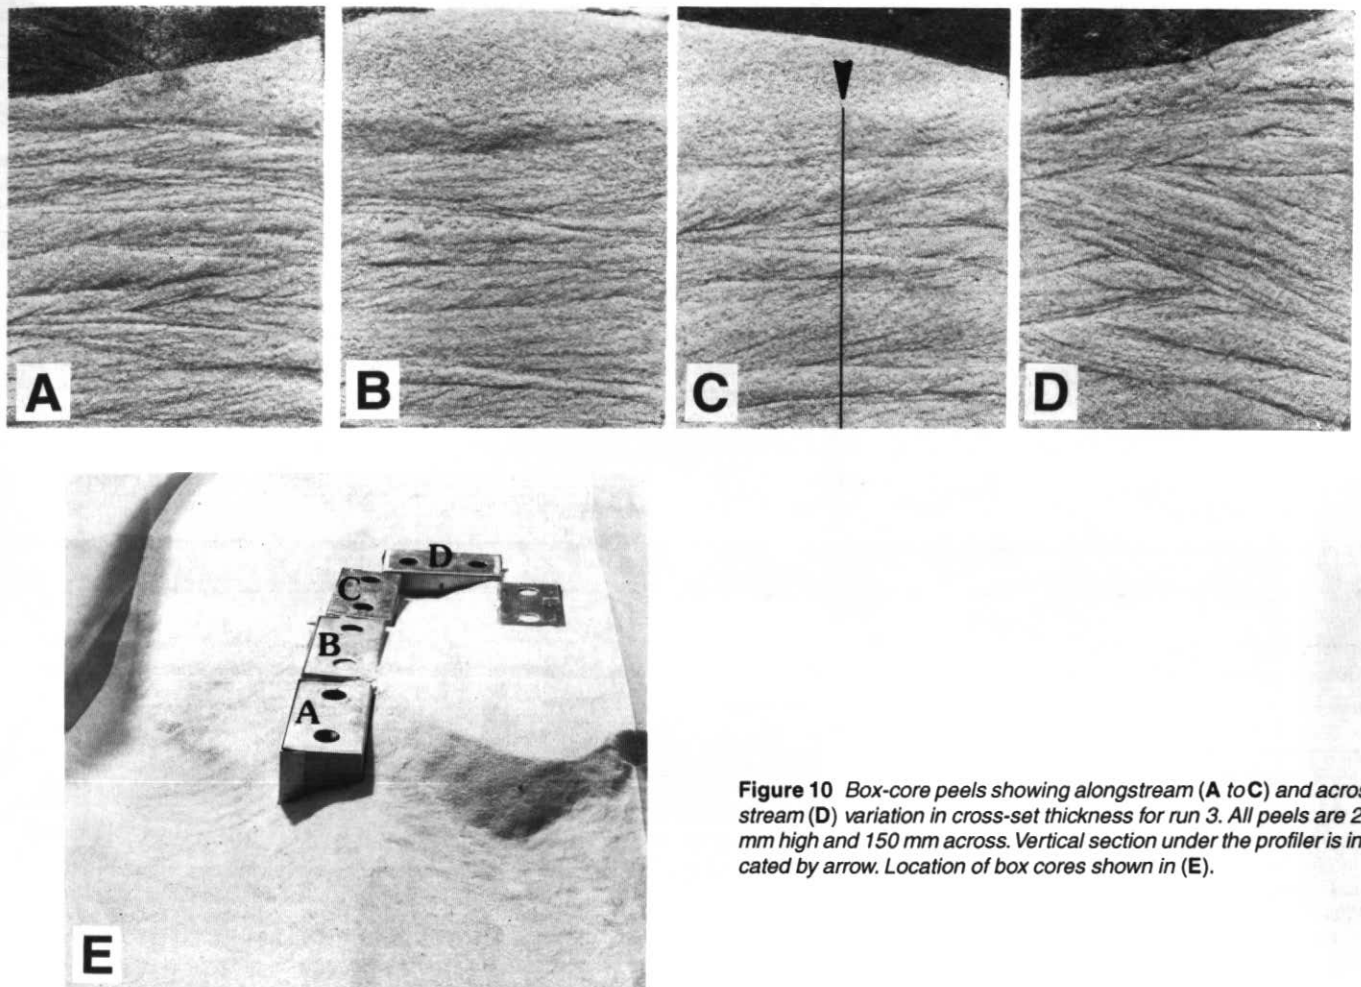 A
B
C
D
D
C
B
A
E
Figure 10 Box-core peels showing alongstream (A to C) and acros
stream (D) variation in cross-set thickness for run 3. All peels are 2
mm high and 150 mm across. Vertical section under the profiler is in
cated by arrow. Location of box cores shown in (E).